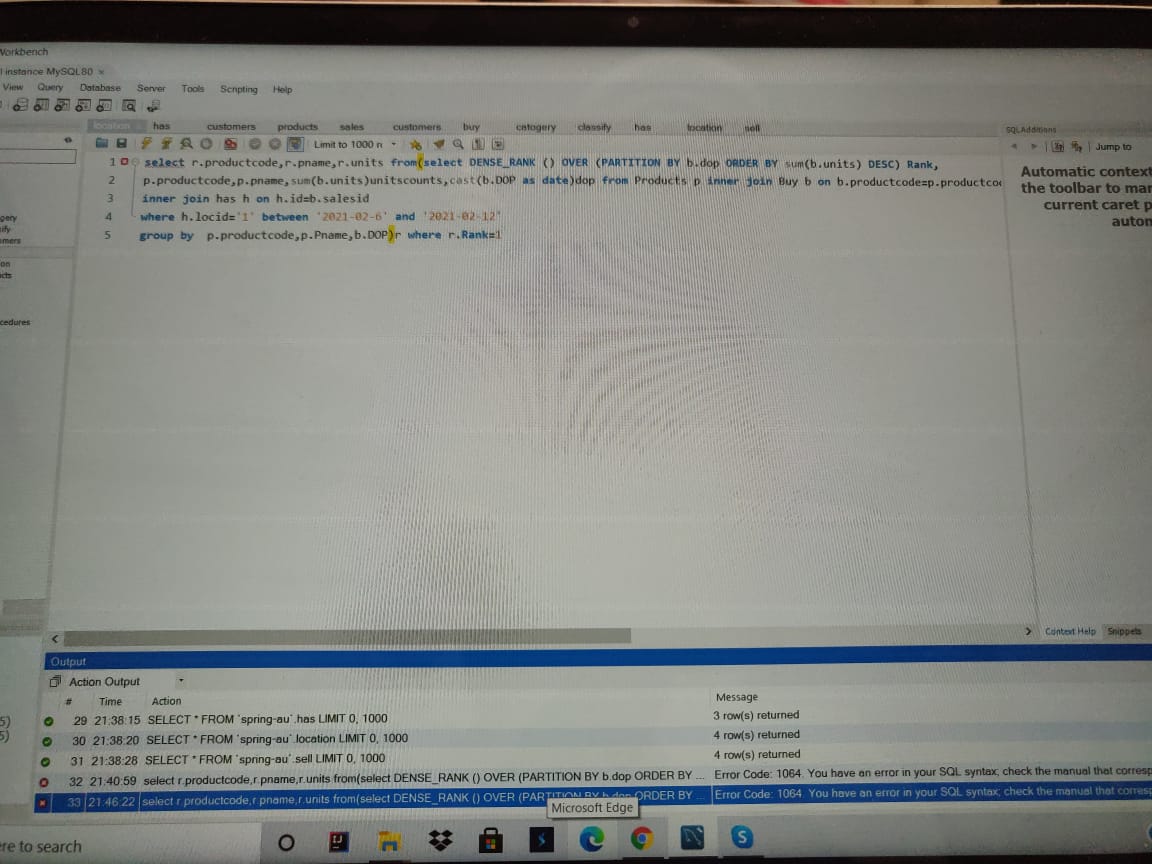 Workbench
instance MySQL80 ×
View Query Database Server Tools Scripting Help
location has customers products sales customers buy catogery classify has location sell
SQLAdditions
Limit to 1000 r
Jump to
1 select r.productcode,r.pname,r.units from(select DENSE_RANK () OVER (PARTITION BY b.dop ORDER BY sum(b.units) DESC) Rank,
2 p.productcode,p.pname,sum(b.units)unitscounts,cast(b.DOP as date)dop from Products p inner join Buy b on b.productcode=p.productco
3 inner join has h on h.id=b.salesid
4 where h.locid='1' between '2021-02-6' and '2021-02-12'
5 group by p.productcode,p.Pname,b.DOP)r where r.Rank=1
Automatic context
the toolbar to man
current caret p
autom
gery
ify
omers
on
cts
cedures
Context Help Snippets
Output
Action Output
# Time Action Message
29 21:38:15 SELECT * FROM `spring-au`.has LIMIT 0, 1000 3 row(s) returned
30 21:38:20 SELECT * FROM `spring-au`.location LIMIT 0, 1000 4 row(s) returned
31 21:38:28 SELECT * FROM `spring-au`.sell LIMIT 0, 1000 4 row(s) returned
32 21:40:59 select r.productcode,r.pname,r.units from(select DENSE_RANK () OVER (PARTITION BY b.dop ORDER BY ... Error Code: 1064. You have an error in your SQL syntax; check the manual that corresp
33 21:46:22 select r.productcode,r.pname,r.units from(select DENSE_RANK () OVER (PARTITION BY b.dop ORDER BY ... Error Code: 1064. You have an error in your SQL syntax; check the manual that corresp
5)
5)
Microsoft Edge
re to search